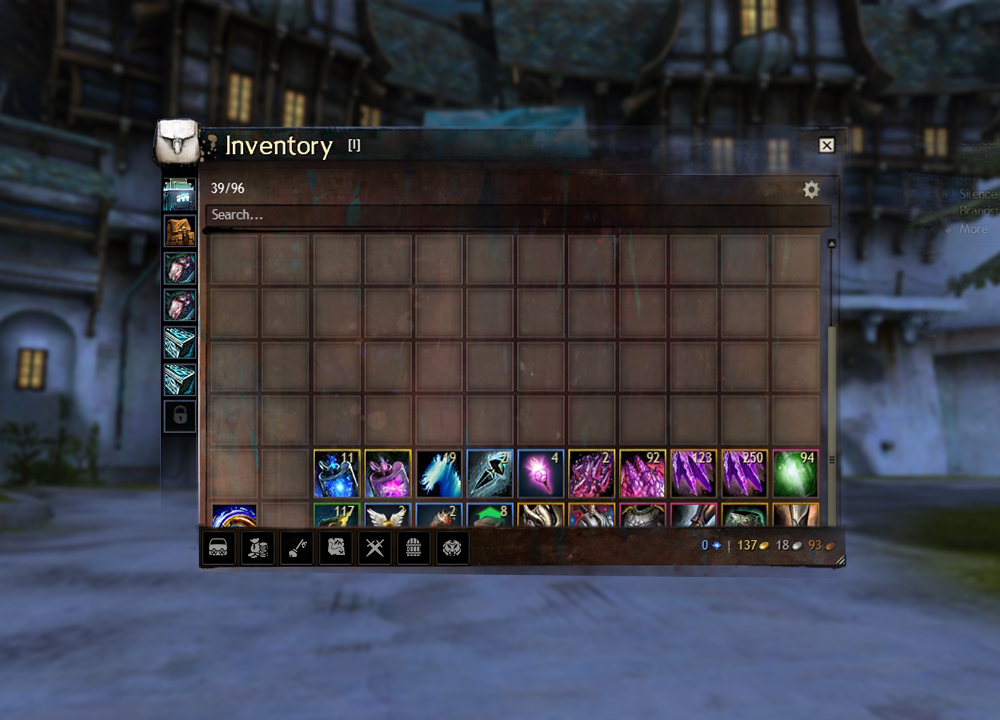 Inventory [I]
39/96
Search...
Silence
More
11 2 4 2 92 123 250 94
117 2 2 8
0 | 137 18 93